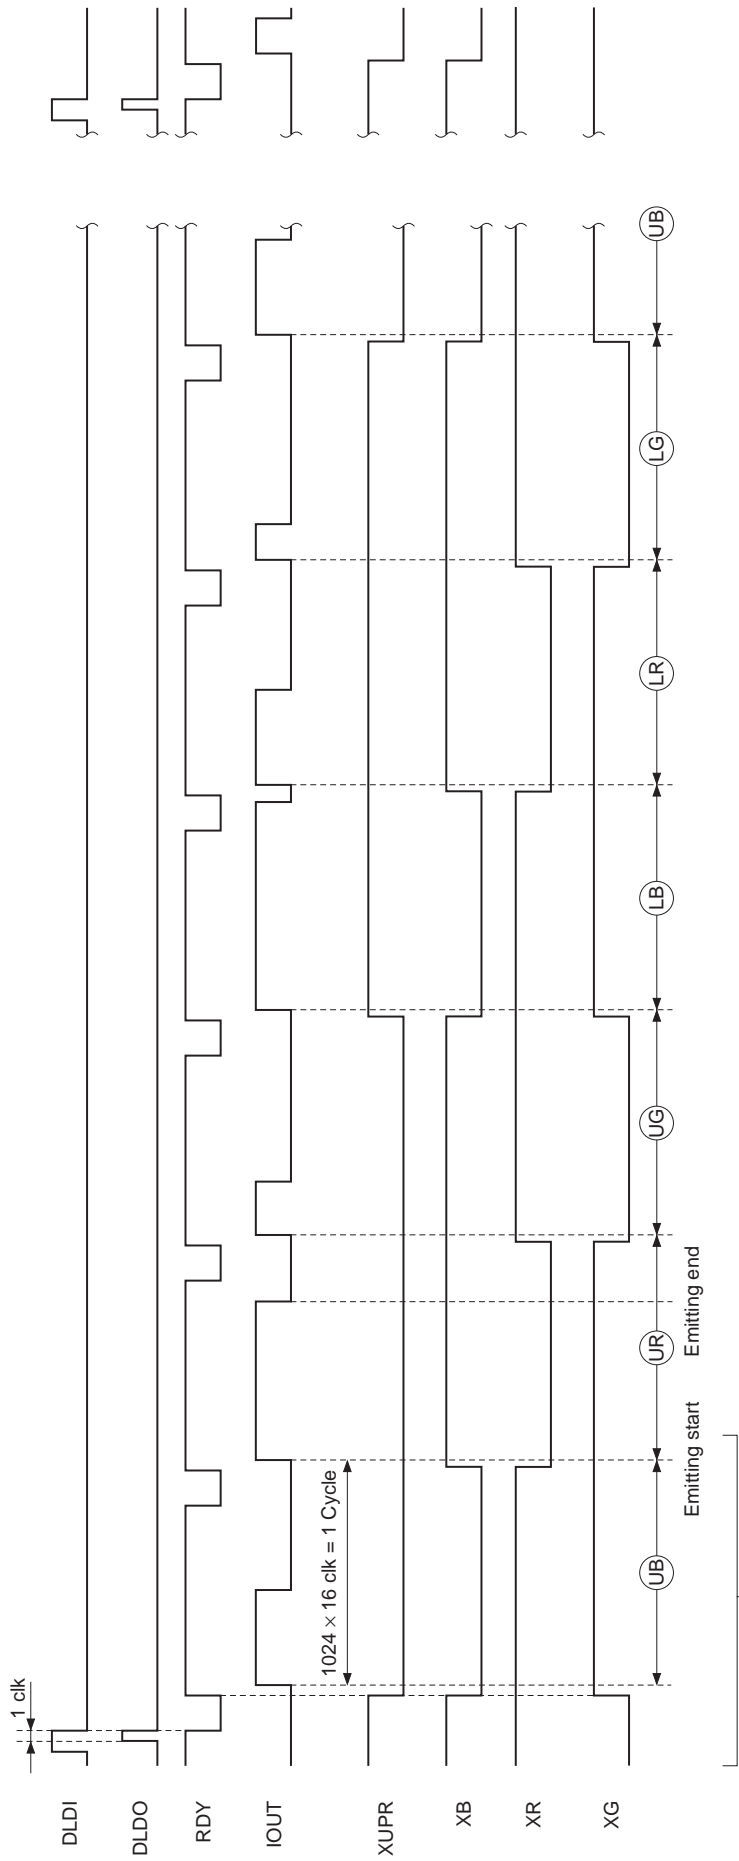 DLDI
DLDO
RDY
IOUT
XUPR
XB
XR
XG
1 clk
1024 × 16 clk = 1 Cycle
UB
UR
UG
LB
LR
LG
UB
Emitting start
Emitting end